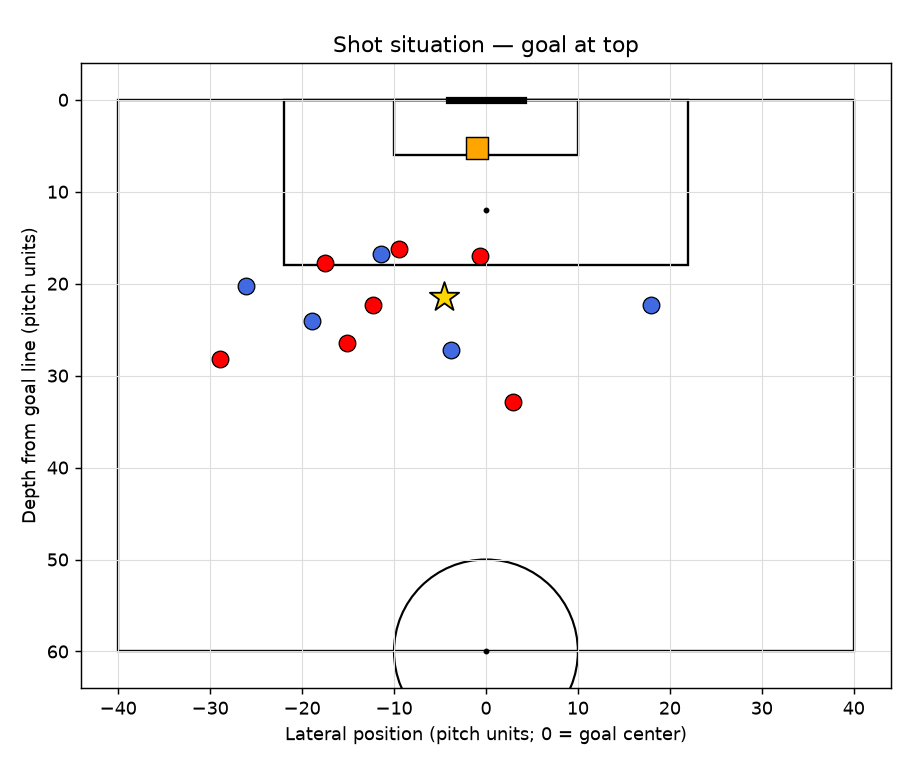 Shot situation — goal at top
0
10
20
30
40
50
60
Depth from goal line (pitch units)
−40 −30 −20 −10 0 10 20 30 40
Lateral position (pitch units; 0 = goal center)